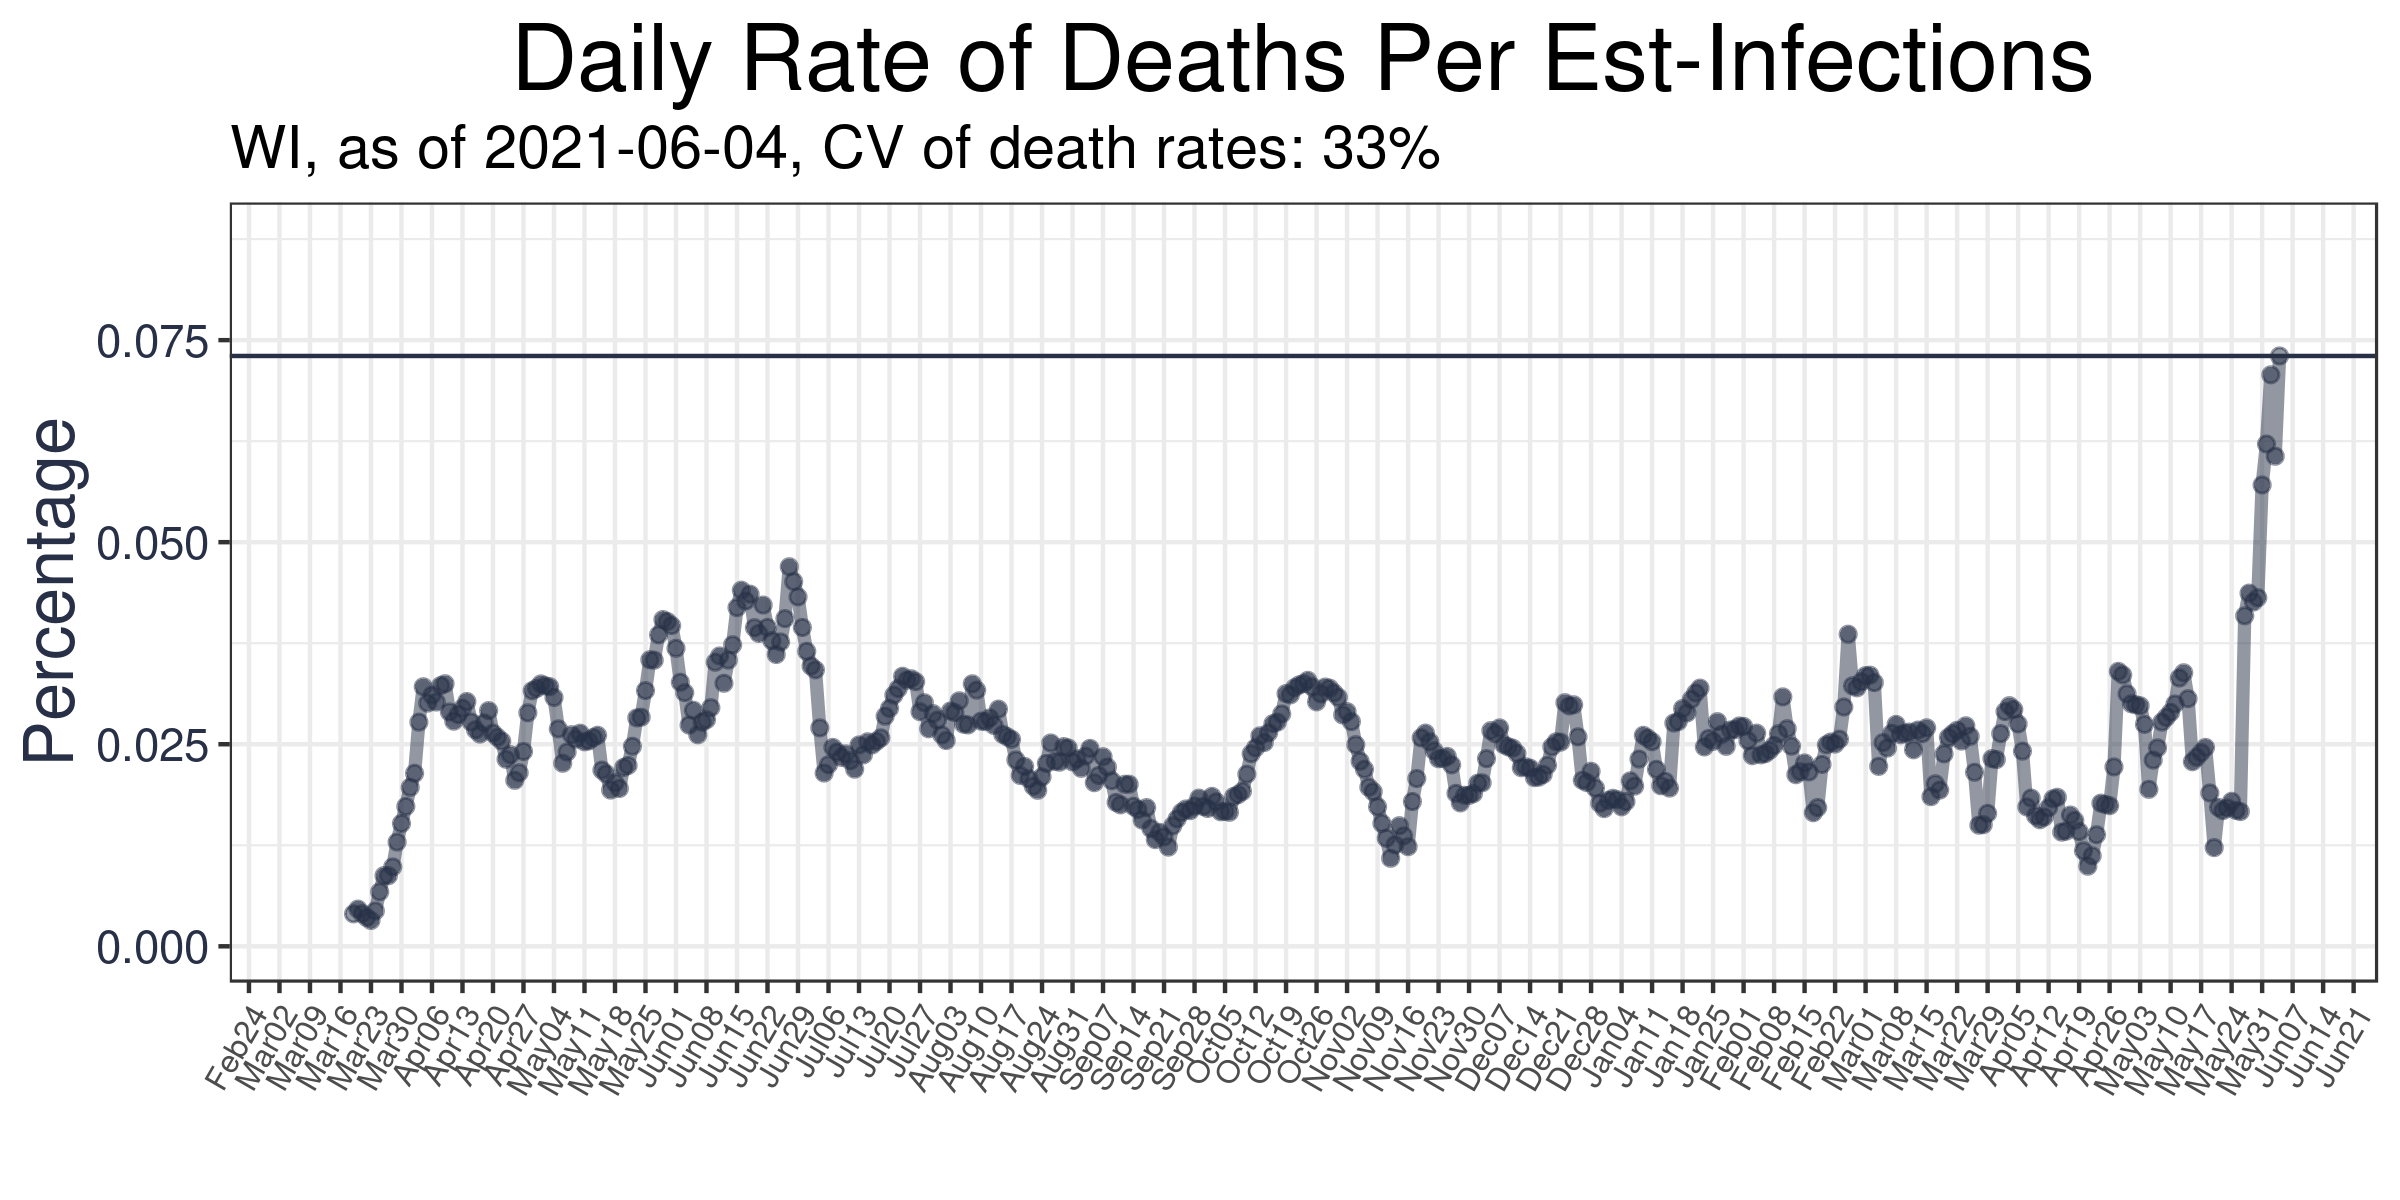 Daily Rate of Deaths Per Est-Infections
WI, as of 2021-06-04, CV of death rates: 33%
Percentage
0.075
0.050
0.025
0.000
Feb24
Mar02
Mar09
Mar16
Mar23
Mar30
Apr06
Apr13
Apr20
Apr27
May04
May11
May18
May25
Jun01
Jun08
Jun15
Jun22
Jun29
Jul06
Jul13
Jul20
Jul27
Aug03
Aug10
Aug17
Aug24
Aug31
Sep07
Sep14
Sep21
Sep28
Oct05
Oct12
Oct19
Oct26
Nov02
Nov09
Nov16
Nov23
Nov30
Dec07
Dec14
Dec21
Dec28
Jan04
Jan11
Jan18
Jan25
Feb01
Feb08
Feb15
Feb22
Mar01
Mar08
Mar15
Mar22
Mar29
Apr05
Apr12
Apr19
Apr26
May03
May10
May17
May24
May31
Jun07
Jun14
Jun21